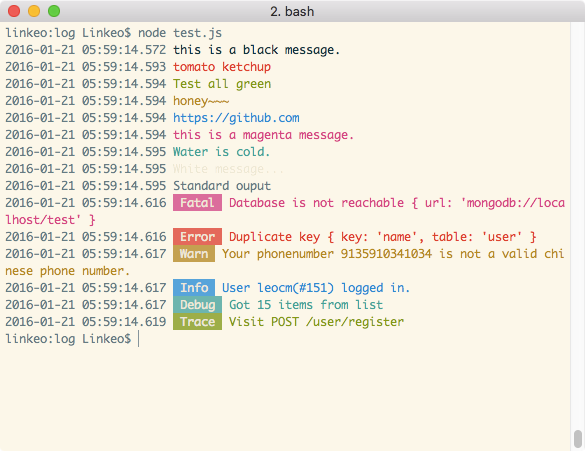 2. bash
linkeo:log Linkeo$ node test.js
2016-01-21 05:59:14.572 this is a black message.
2016-01-21 05:59:14.593 tomato ketchup
2016-01-21 05:59:14.594 Test all green
2016-01-21 05:59:14.594 honey~~~
2016-01-21 05:59:14.594 https://github.com
2016-01-21 05:59:14.594 this is a magenta message.
2016-01-21 05:59:14.595 Water is cold.
2016-01-21 05:59:14.595 White message...
2016-01-21 05:59:14.595 Standard ouput
2016-01-21 05:59:14.616 Fatal Database is not reachable { url: 'mongodb://loca
lhost/test' }
2016-01-21 05:59:14.616 Error Duplicate key { key: 'name', table: 'user' }
2016-01-21 05:59:14.617 Warn Your phonenumber 9135910341034 is not a valid chi
nese phone number.
2016-01-21 05:59:14.617 Info User leocm(#151) logged in.
2016-01-21 05:59:14.617 Debug Got 15 items from list
2016-01-21 05:59:14.619 Trace Visit POST /user/register
linkeo:log Linkeo$